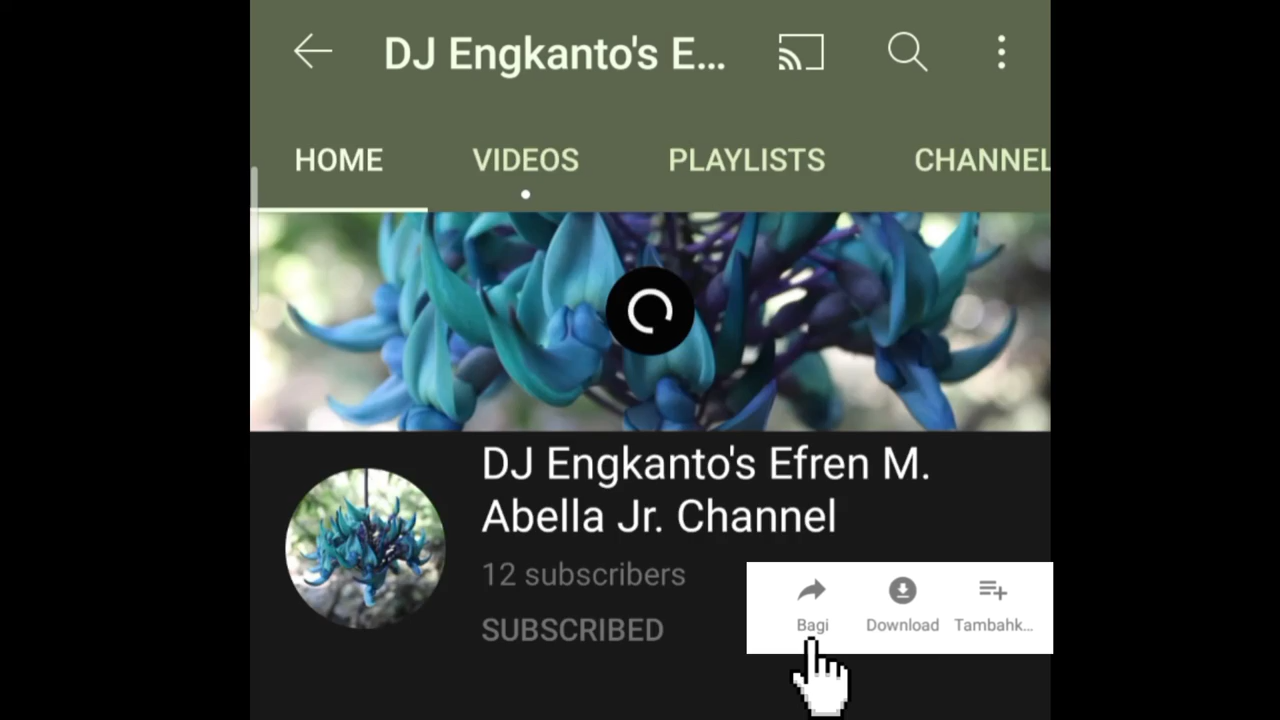 DJ Engkanto's E...
HOME VIDEOS PLAYLISTS CHANNEL
DJ Engkanto's Efren M.
Abella Jr. Channel
12 subscribers
SUBSCRIBED
Bagi Download Tambahk...